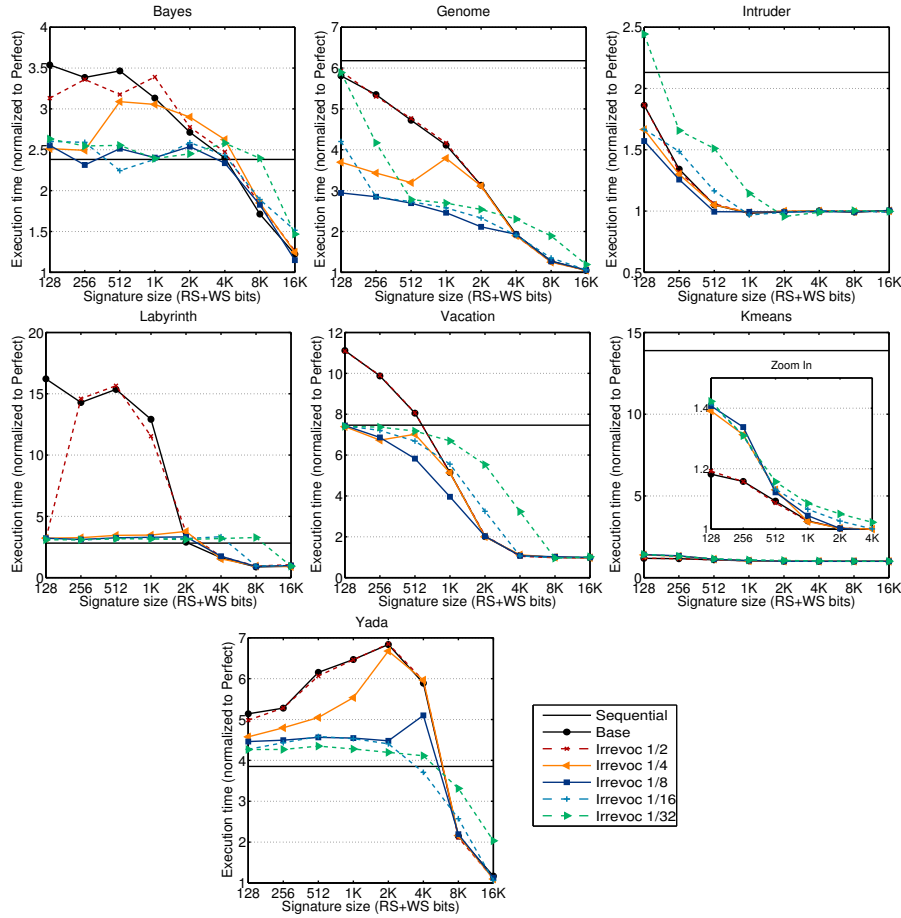 Bayes
Genome
Intruder
Execution time (normalized to Perfect)
4
3.5
3
2.5
2
1.5
1
128 256 512 1K 2K 4K 8K 16K
Signature size (RS+WS bits)
Execution time (normalized to Perfect)
7
6
5
4
3
2
1
128 256 512 1K 2K 4K 8K 16K
Signature size (RS+WS bits)
Execution time (normalized to Perfect)
2.5
2
1.5
1
0.5
128 256 512 1K 2K 4K 8K 16K
Signature size (RS+WS bits)
Labyrinth
Vacation
Kmeans
Execution time (normalized to Perfect)
20
15
10
5
0
128 256 512 1K 2K 4K 8K 16K
Signature size (RS+WS bits)
Execution time (normalized to Perfect)
12
10
8
6
4
2
0
128 256 512 1K 2K 4K 8K 16K
Signature size (RS+WS bits)
Execution time (normalized to Perfect)
15
10
5
0
128 256 512 1K 2K 4K 8K 16K
Signature size (RS+WS bits)
Zoom In
1.4
1.2
1
128 256 512 1K 2K 4K
Yada
Execution time (normalized to Perfect)
7
6
5
4
3
2
1
128 256 512 1K 2K 4K 8K 16K
Signature size (RS+WS bits)
Sequential
Base
Irrevoc 1/2
Irrevoc 1/4
Irrevoc 1/8
Irrevoc 1/16
Irrevoc 1/32